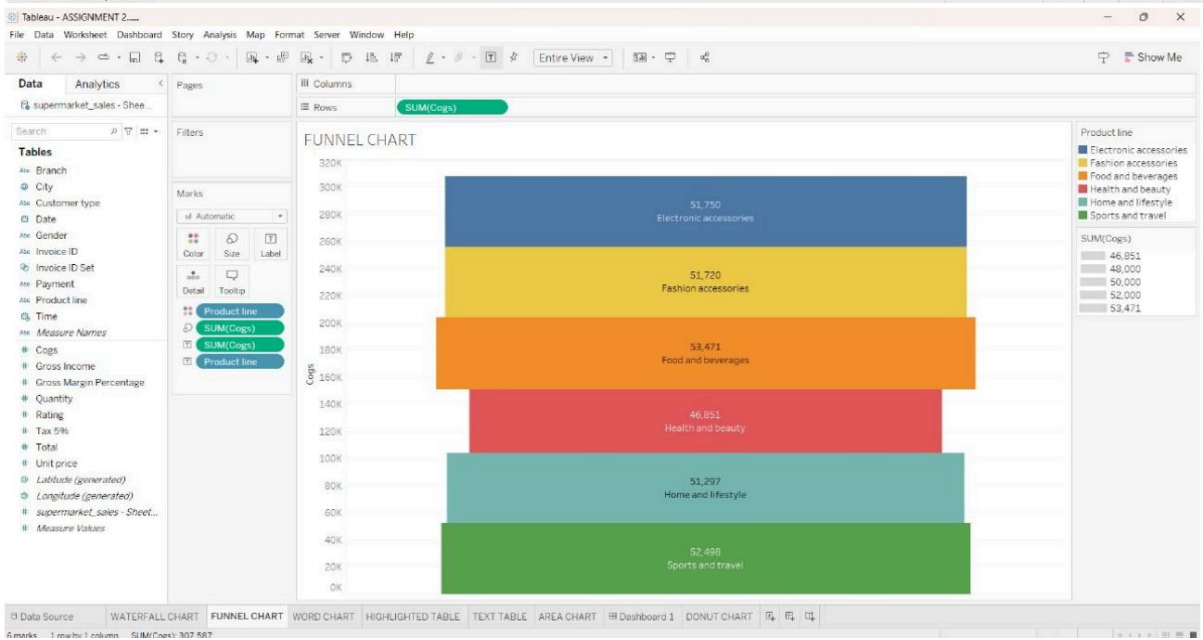 Tableau - ASSIGNMENT 2.....
File Data Worksheet Dashboard Story Analysis Map Format Server Window Help
Entire View
Show Me
Data Analytics
supermarket_sales - Shee...
Search
Tables
Abc Branch
City
Abc Customer type
Date
Abc Gender
Abc Invoice ID
Invoice ID Set
Abc Payment
Abc Product line
Time
Abc Measure Names
# Cogs
# Gross Income
# Gross Margin Percentage
# Quantity
# Rating
# Tax 5%
# Total
# Unit price
Latitude (generated)
Longitude (generated)
# supermarket_sales - Sheet...
# Measure Values
Pages
Filters
Marks
Automatic
Color Size Label
Detail Tooltip
Product line
SUM(Cogs)
SUM(Cogs)
Product line
Columns
Rows SUM(Cogs)
FUNNEL CHART
320K
300K
280K
260K
240K
220K
200K
180K
160K
140K
120K
100K
80K
60K
40K
20K
0K
Cogs
51,750
Electronic accessories
51,720
Fashion accessories
53,471
Food and beverages
46,851
Health and beauty
51,297
Home and lifestyle
52,498
Sports and travel
Product line
Electronic accessories
Fashion accessories
Food and beverages
Health and beauty
Home and lifestyle
Sports and travel
SUM(Cogs)
46,851
48,000
50,000
52,000
53,471
Data Source WATERFALL CHART FUNNEL CHART WORD CHART HIGHLIGHTED TABLE TEXT TABLE AREA CHART Dashboard 1 DONUT CHART
6 marks 1 row by 1 column SUM(Cogs): 307,587